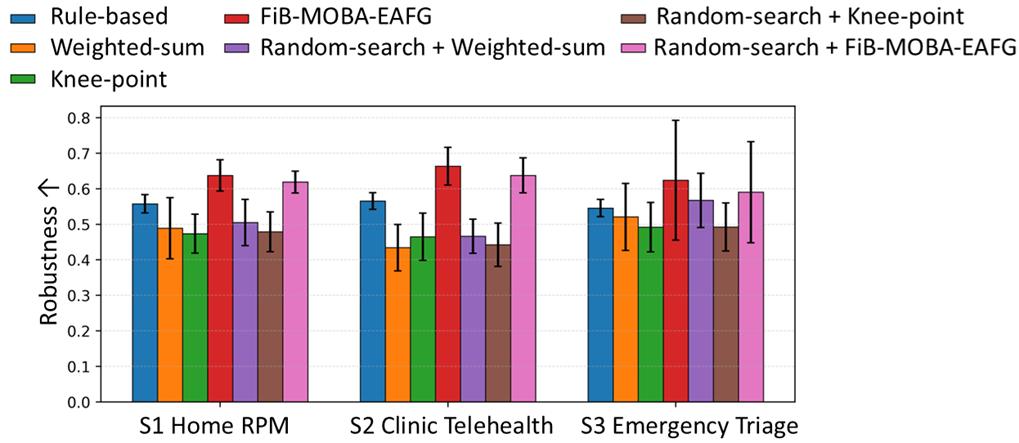 Rule-based
FiB-MOBA-EAFG
Random-search + Knee-point
Weighted-sum
Random-search + Weighted-sum
Random-search + FiB-MOBA-EAFG
Knee-point
Robustness ↑
0.8
0.7
0.6
0.5
0.4
0.3
0.2
0.1
0.0
S1 Home RPM
S2 Clinic Telehealth
S3 Emergency Triage